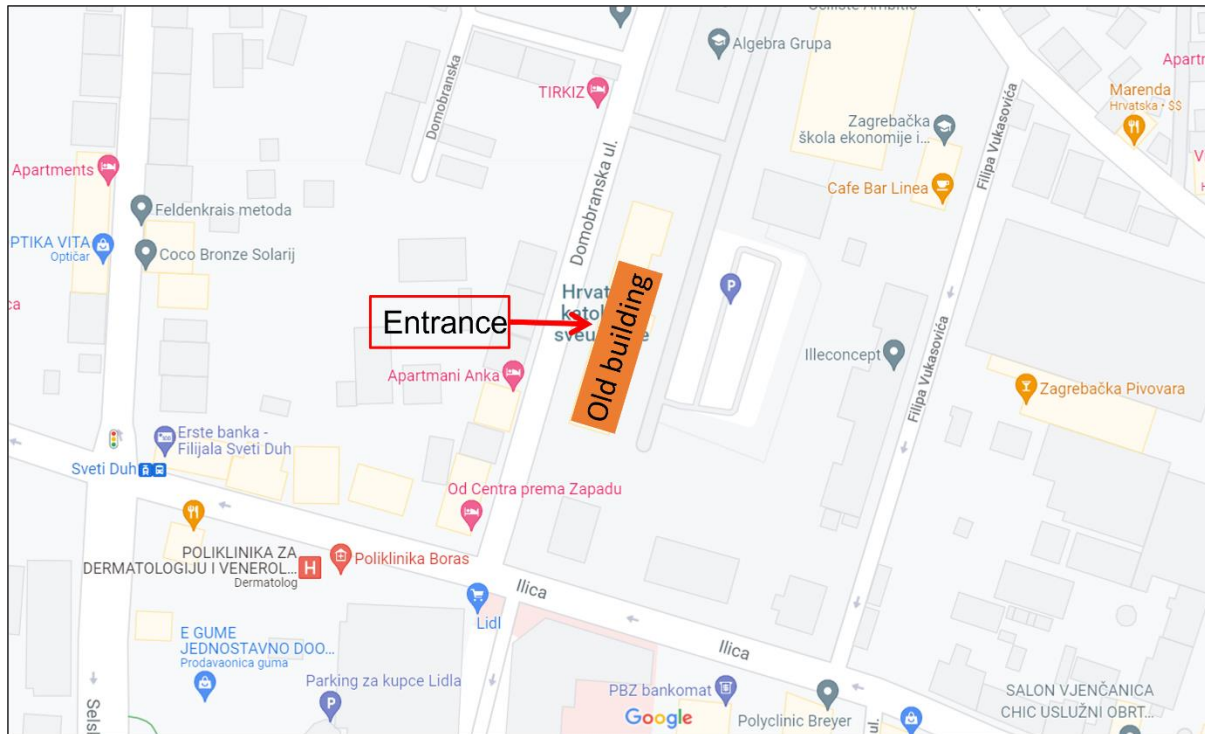 Algebra Grupa
TIRKIZ
Domobranska
Domobranska ul.
Marenda
Hrvatska • $$
Zagrebačka
škola ekonomije i...
Filipa Vukasovića
Cafe Bar Linea
Apartments
Feldenkrais metoda
PTIKA VITA
Optičar
Coco Bronze Solarij
Entrance
Old building
P
Illeconcept
Apartmani Anka
Filipa Vukasovića
Zagrebačka Pivovara
Erste banka -
Filijala Sveti Duh
Sveti Duh
Od Centra prema Zapadu
POLIKLINIKA ZA
DERMATOLOGIJU I VENEROL...
Dermatolog
H
Poliklinika Boras
Ilica
Lidl
E GUME
JEDNOSTAVNO DOO...
Prodavaonica guma
Ilica
Parking za kupce Lidla
P
PBZ bankomat
Google
Polyclinic Breyer
ul.
SALON VJENČANICA
CHIC USLUŽNI OBRT...